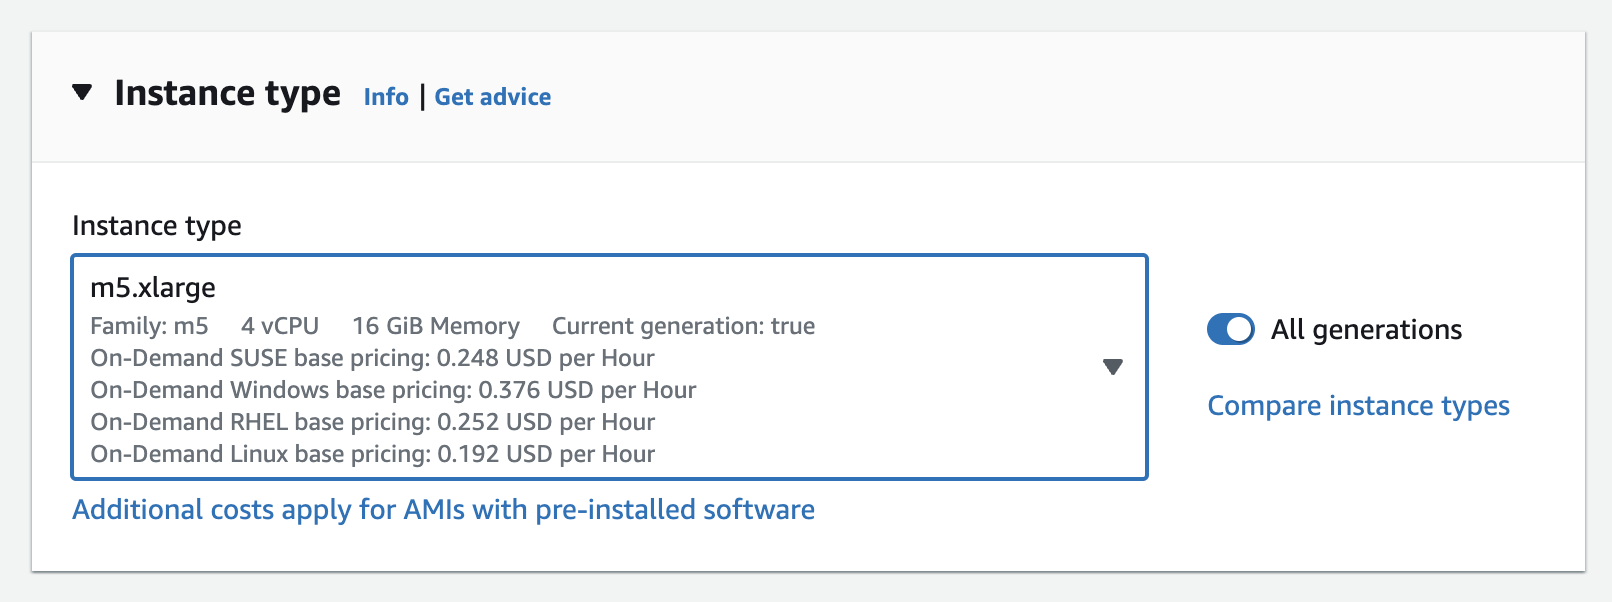 Instance type Info | Get advice
Instance type
m5.xlarge
Family: m5 4 vCPU 16 GiB Memory Current generation: true
On-Demand SUSE base pricing: 0.248 USD per Hour
On-Demand Windows base pricing: 0.376 USD per Hour
On-Demand RHEL base pricing: 0.252 USD per Hour
On-Demand Linux base pricing: 0.192 USD per Hour
All generations
Compare instance types
Additional costs apply for AMIs with pre-installed software